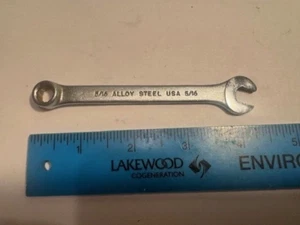 5/16 ALLOY STEEL USA 5/16
1 2 3 4 5
LAKEWOOD ENVIRO
COGENERATION